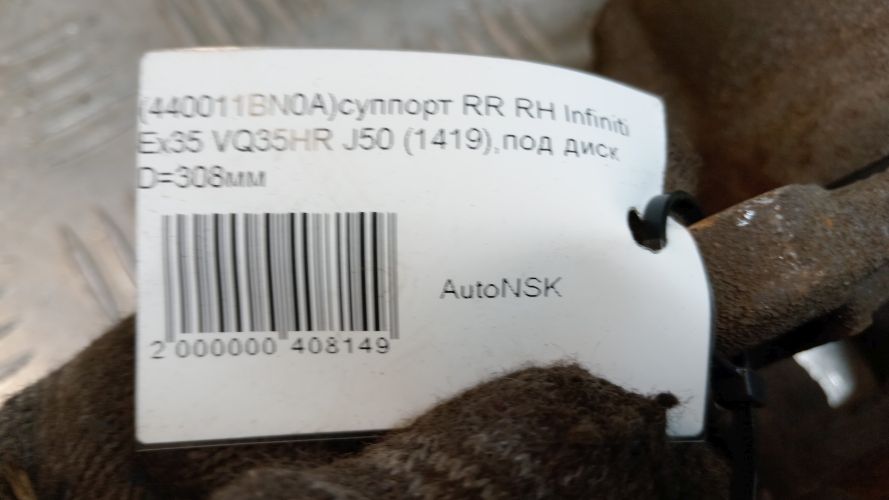 (440011BN0A)суппорт RR RH Infiniti
Ex35 VQ35HR J50 (1419),под диск
D=308мм
AutoNSK
2 000000 408149